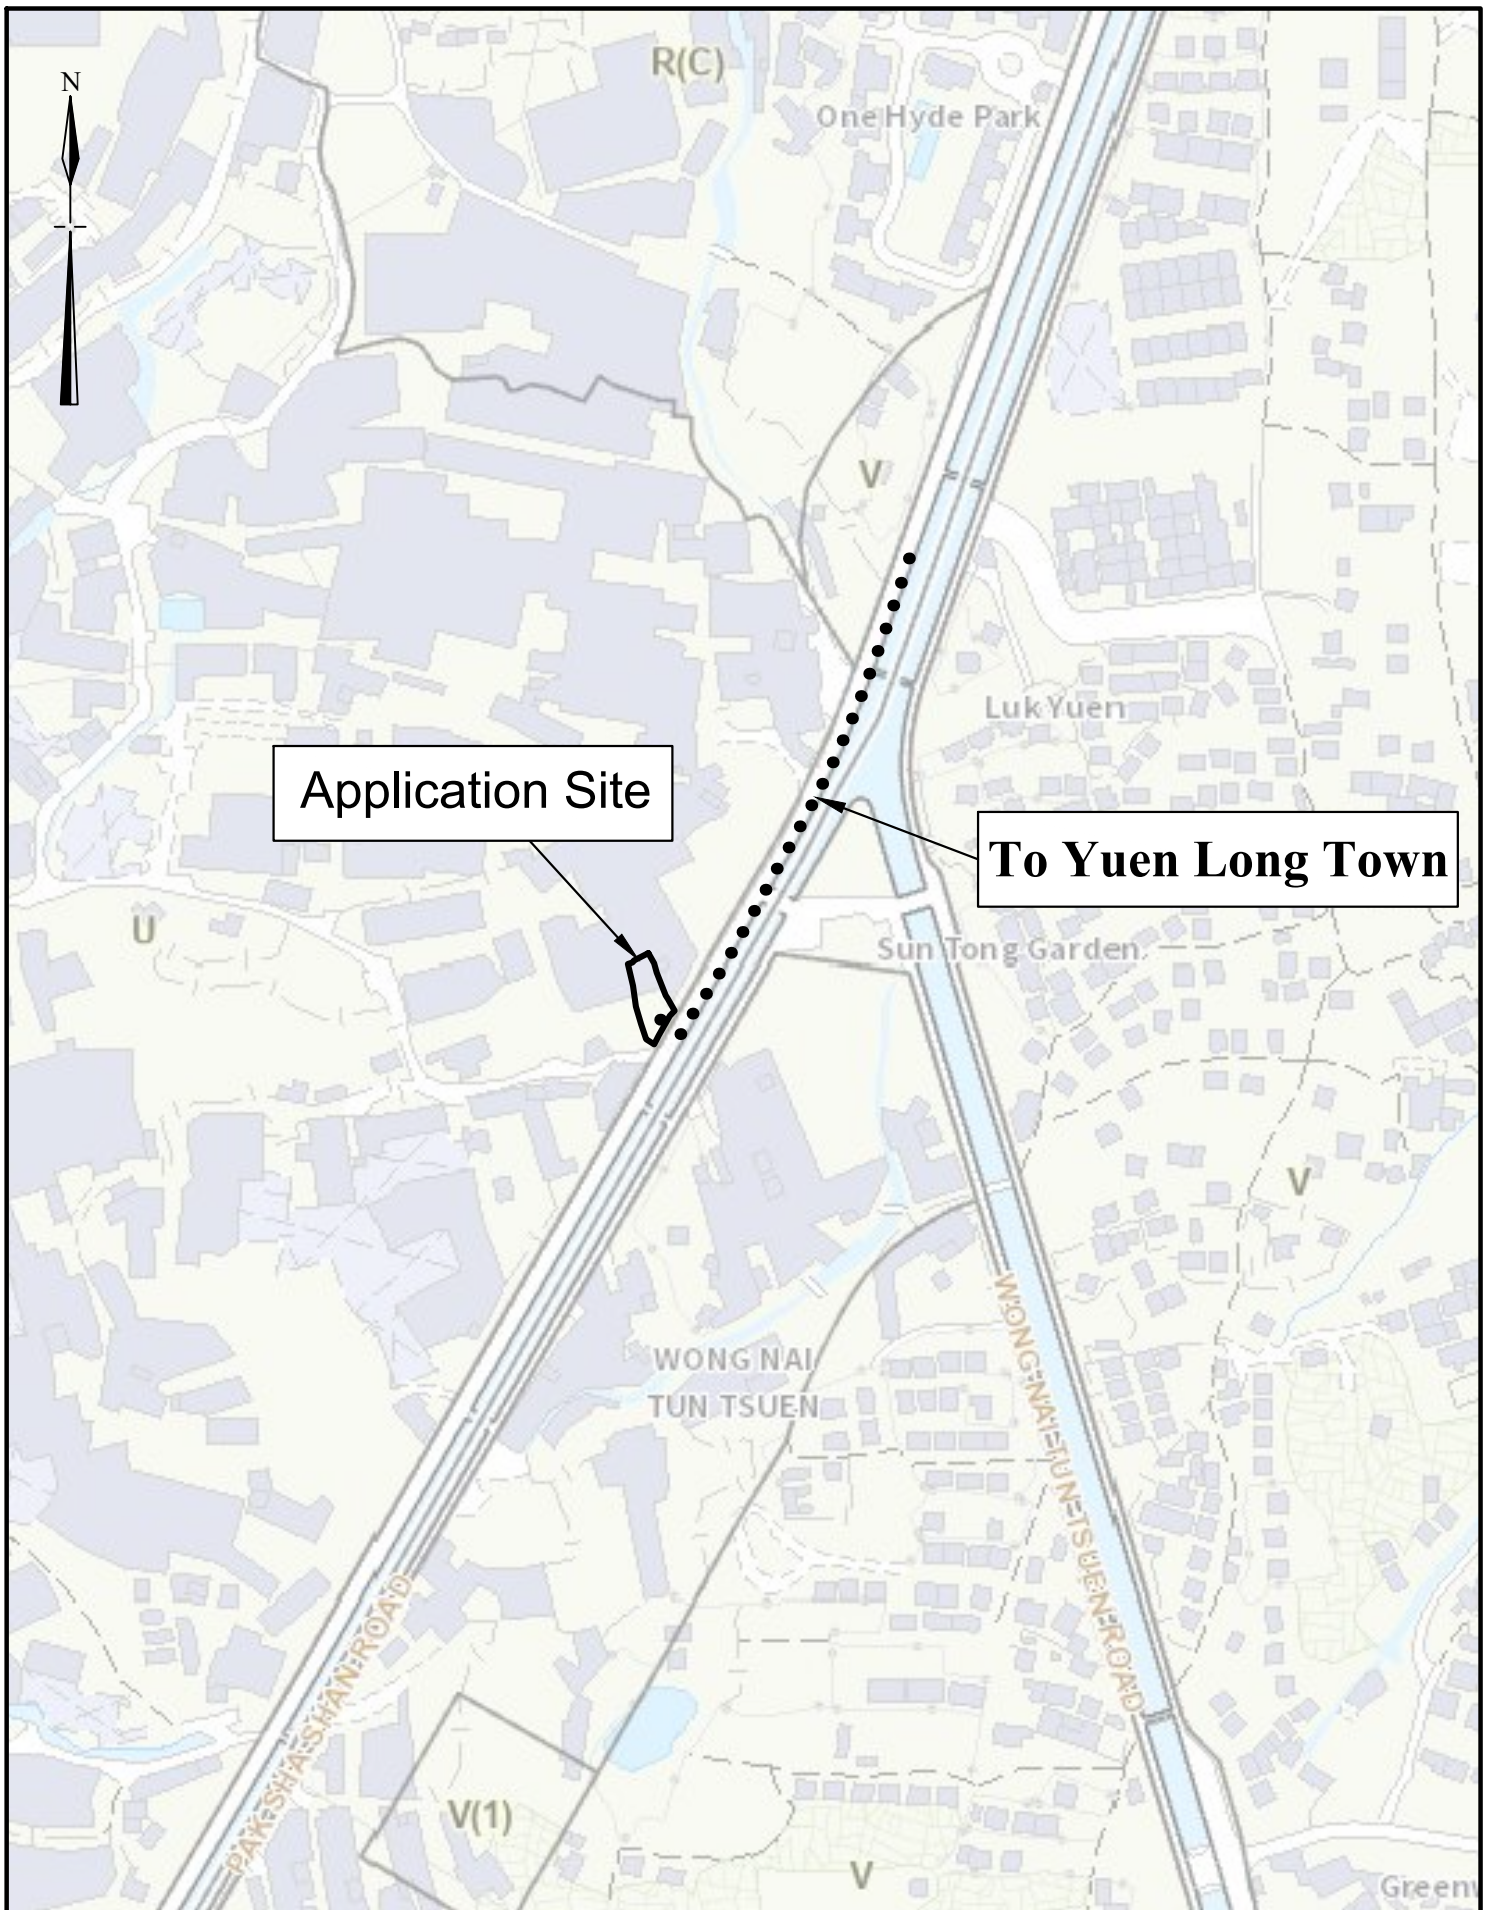 N
R(C)
One Hyde Park
V
Luk Yuen
Application Site
To Yuen Long Town
U
Sun Tong Garden
V
WONG NAI
TUN TSUEN
WONG NAI TUN TSUEN ROAD
PAK SHA SHAN ROAD
V(1)
V